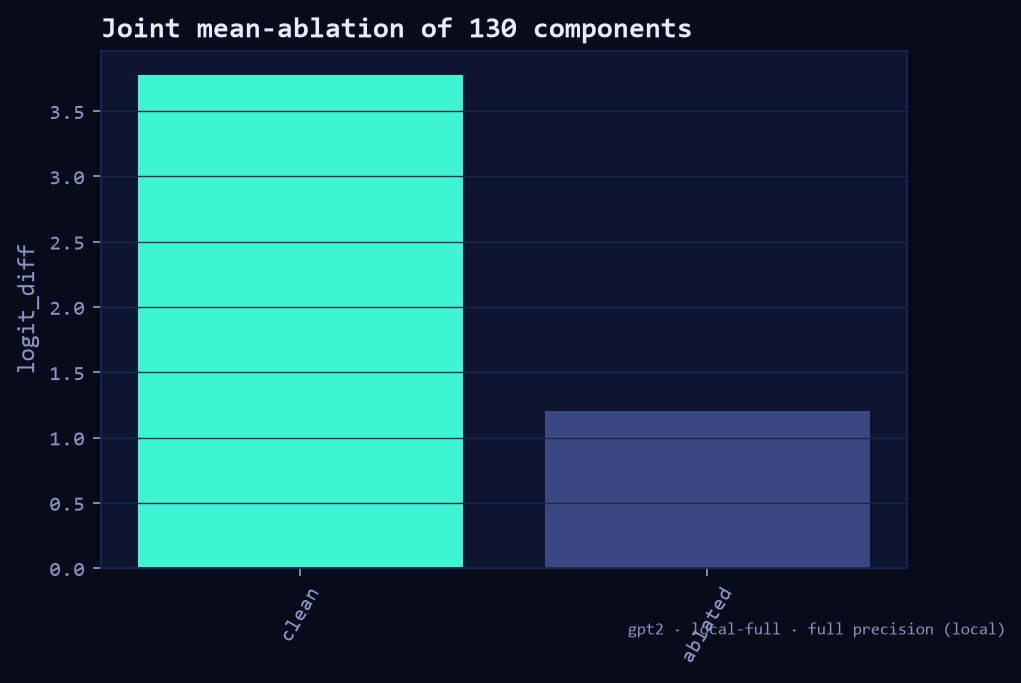 Joint mean-ablation of 130 components
logit_diff
3.5
3.0
2.5
2.0
1.5
1.0
0.5
0.0
clean
ablated
gpt2 · local-full · full precision (local)